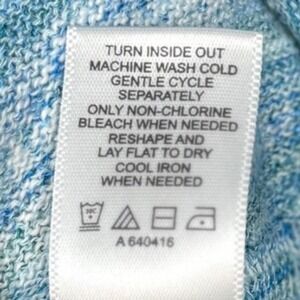 TURN INSIDE OUT
MACHINE WASH COLD
GENTLE CYCLE
SEPARATELY
ONLY NON-CHLORINE
BLEACH WHEN NEEDED
RESHAPE AND
LAY FLAT TO DRY
COOL IRON
WHEN NEEDED
A 640416